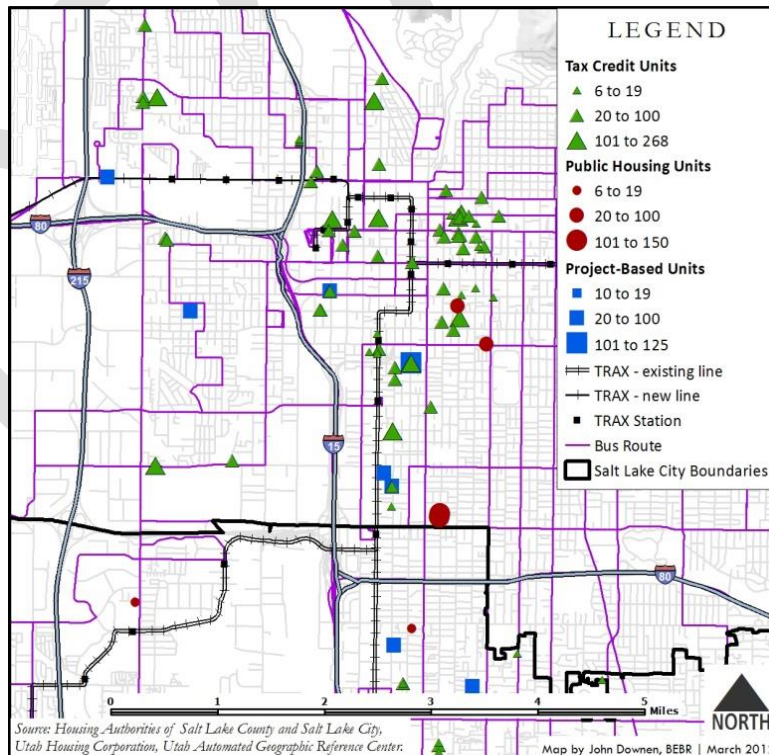 LEGEND
Tax Credit Units
6 to 19
20 to 100
101 to 268
Public Housing Units
6 to 19
20 to 100
101 to 150
Project-Based Units
10 to 19
20 to 100
101 to 125
TRAX - existing line
TRAX - new line
TRAX Station
Bus Route
Salt Lake City Boundaries
80
215
15
80
0 1 2 3 4 5
Miles
NORTH
Source: Housing Authorities of Salt Lake County and Salt Lake City,
Utah Housing Corporation, Utah Automated Geographic Reference Center.
Map by John Downen, BEBR | March 201